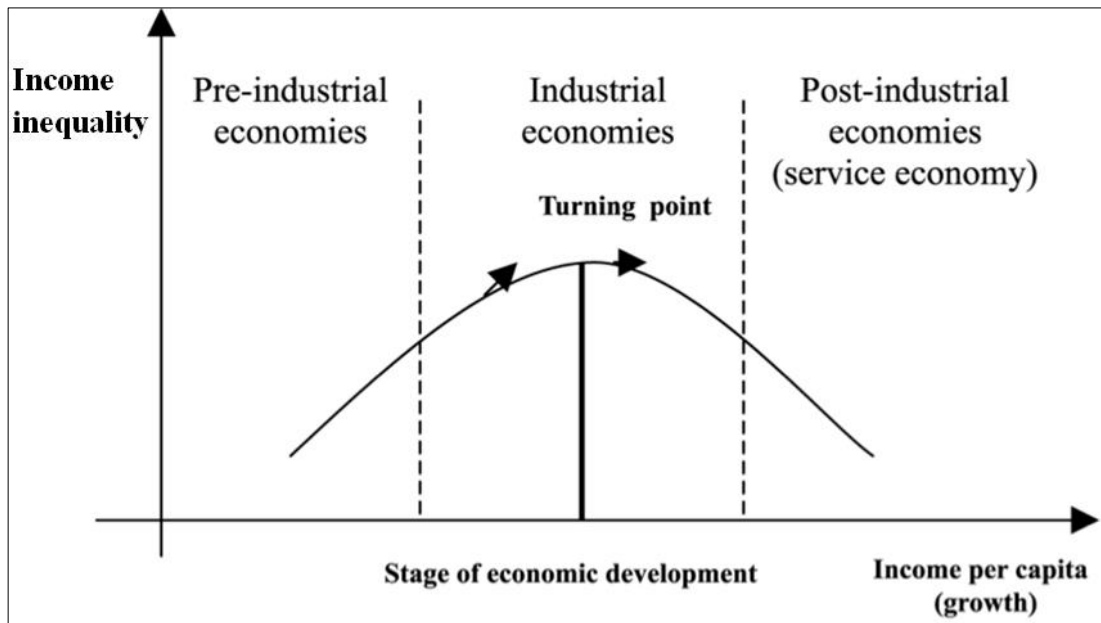 Income
inequality
Pre-industrial
economies
Industrial
economies
Post-industrial
economies
(service economy)
Turning point
Stage of economic development
Income per capita
(growth)